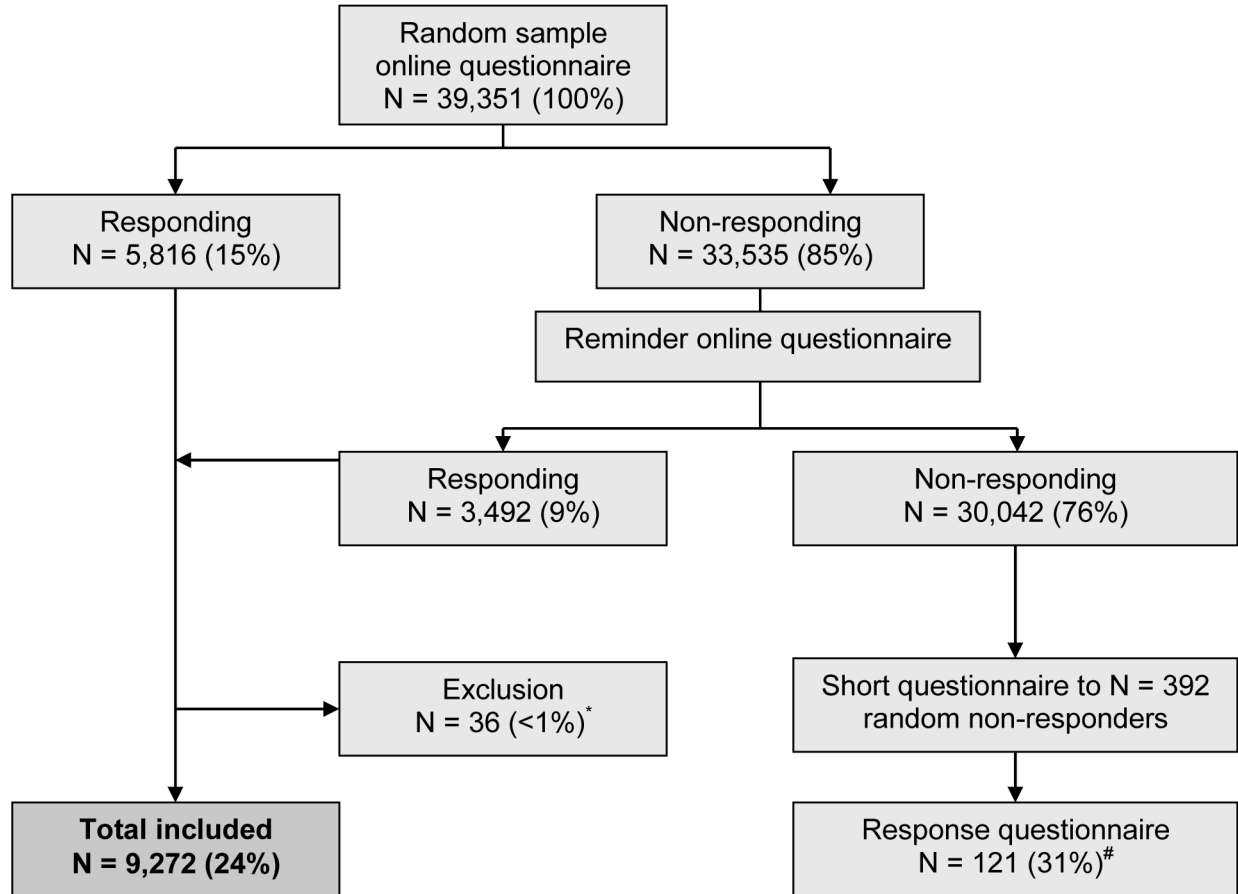 Random sample
online questionnaire
N = 39,351 (100%)
Responding
N = 5,816 (15%)
Non-responding
N = 33,535 (85%)
Reminder online questionnaire
Responding
N = 3,492 (9%)
Non-responding
N = 30,042 (76%)
Exclusion
N = 36 (<1%)*
Short questionnaire to N = 392
random non-responders
Total included
N = 9,272 (24%)
Response questionnaire
N = 121 (31%)#